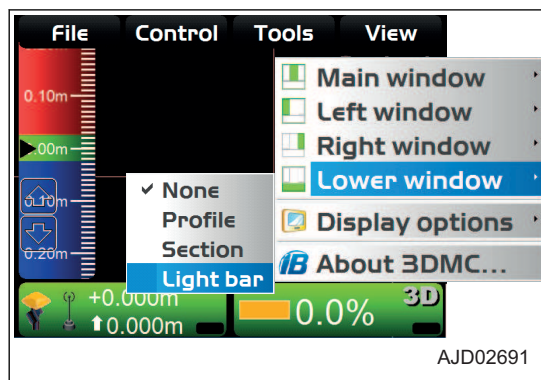 File Control Tools View
0.10m
Main window
Left window
.00m
Right window
Lower window
None
0.10m
Profile
Display options
Section
0.20m
About 3DMC...
Light bar
+0.000m
0.0%
3D
0.000m
AJD02691